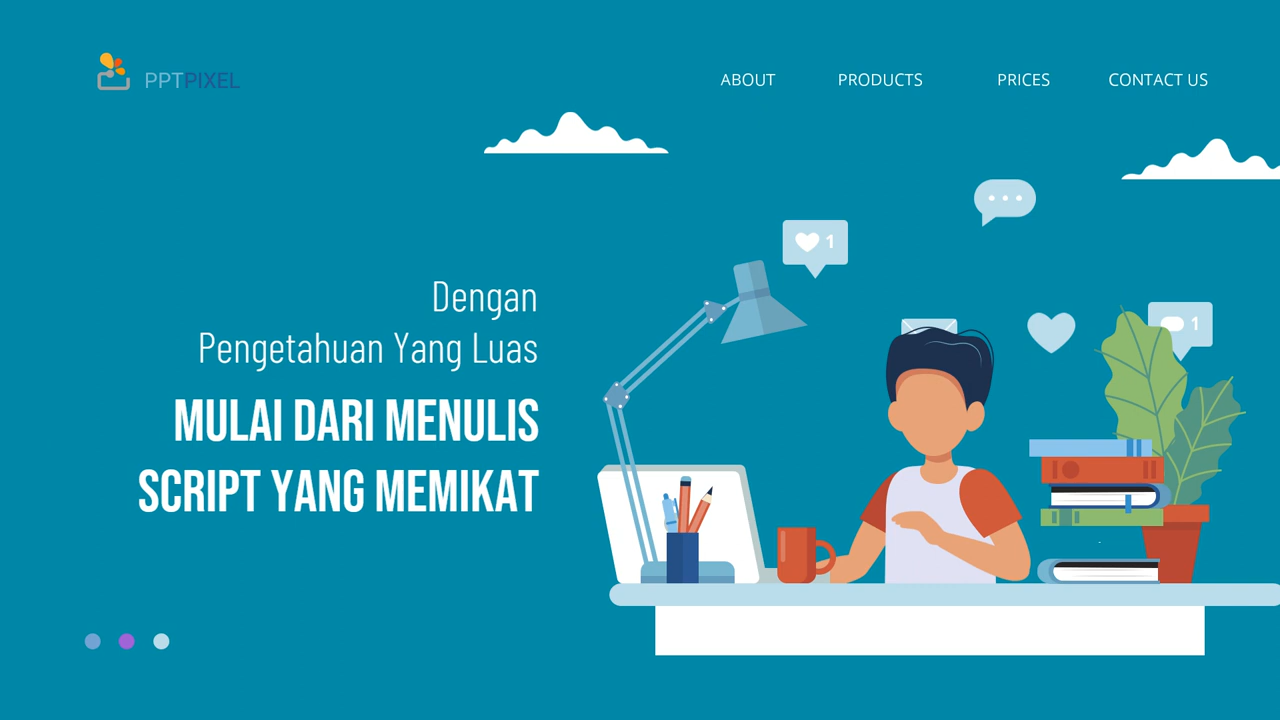 PPTPIXEL
ABOUT PRODUCTS PRICES CONTACT US
1
1
Dengan
Pengetahuan Yang Luas
MULAI DARI MENULIS
SCRIPT YANG MEMIKAT